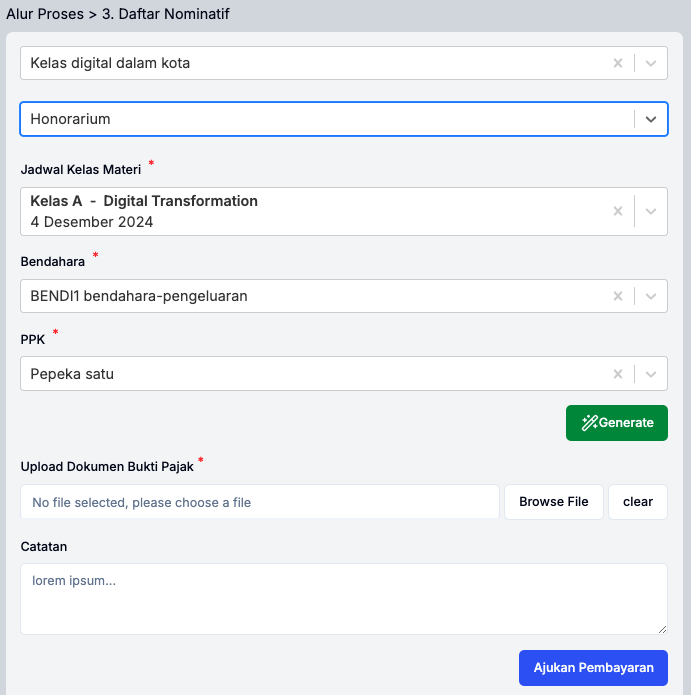 Alur Proses > 3. Daftar Nominatif
Kelas digital dalam kota
Honorarium
Jadwal Kelas Materi *
Kelas A - Digital Transformation
4 Desember 2024
Bendahara *
BENDI1 bendahara-pengeluaran
PPK *
Pepeka satu
Generate
Upload Dokumen Bukti Pajak *
No file selected, please choose a file
Browse File
clear
Catatan
lorem ipsum...
Ajukan Pembayaran